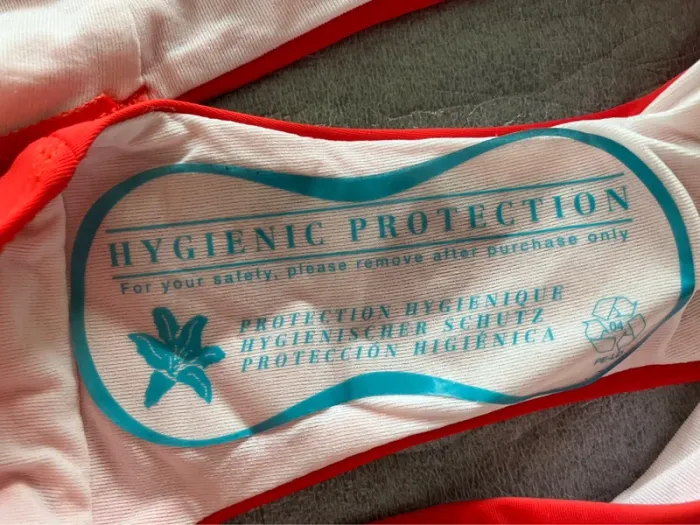 HYGIENIC PROTECTION
For your safety, please remove after purchase only
PROTECTION HYGIENIQUE
HYGIENISCHER SCHUTZ
PROTECCIÓN HIGIÉNICA
04